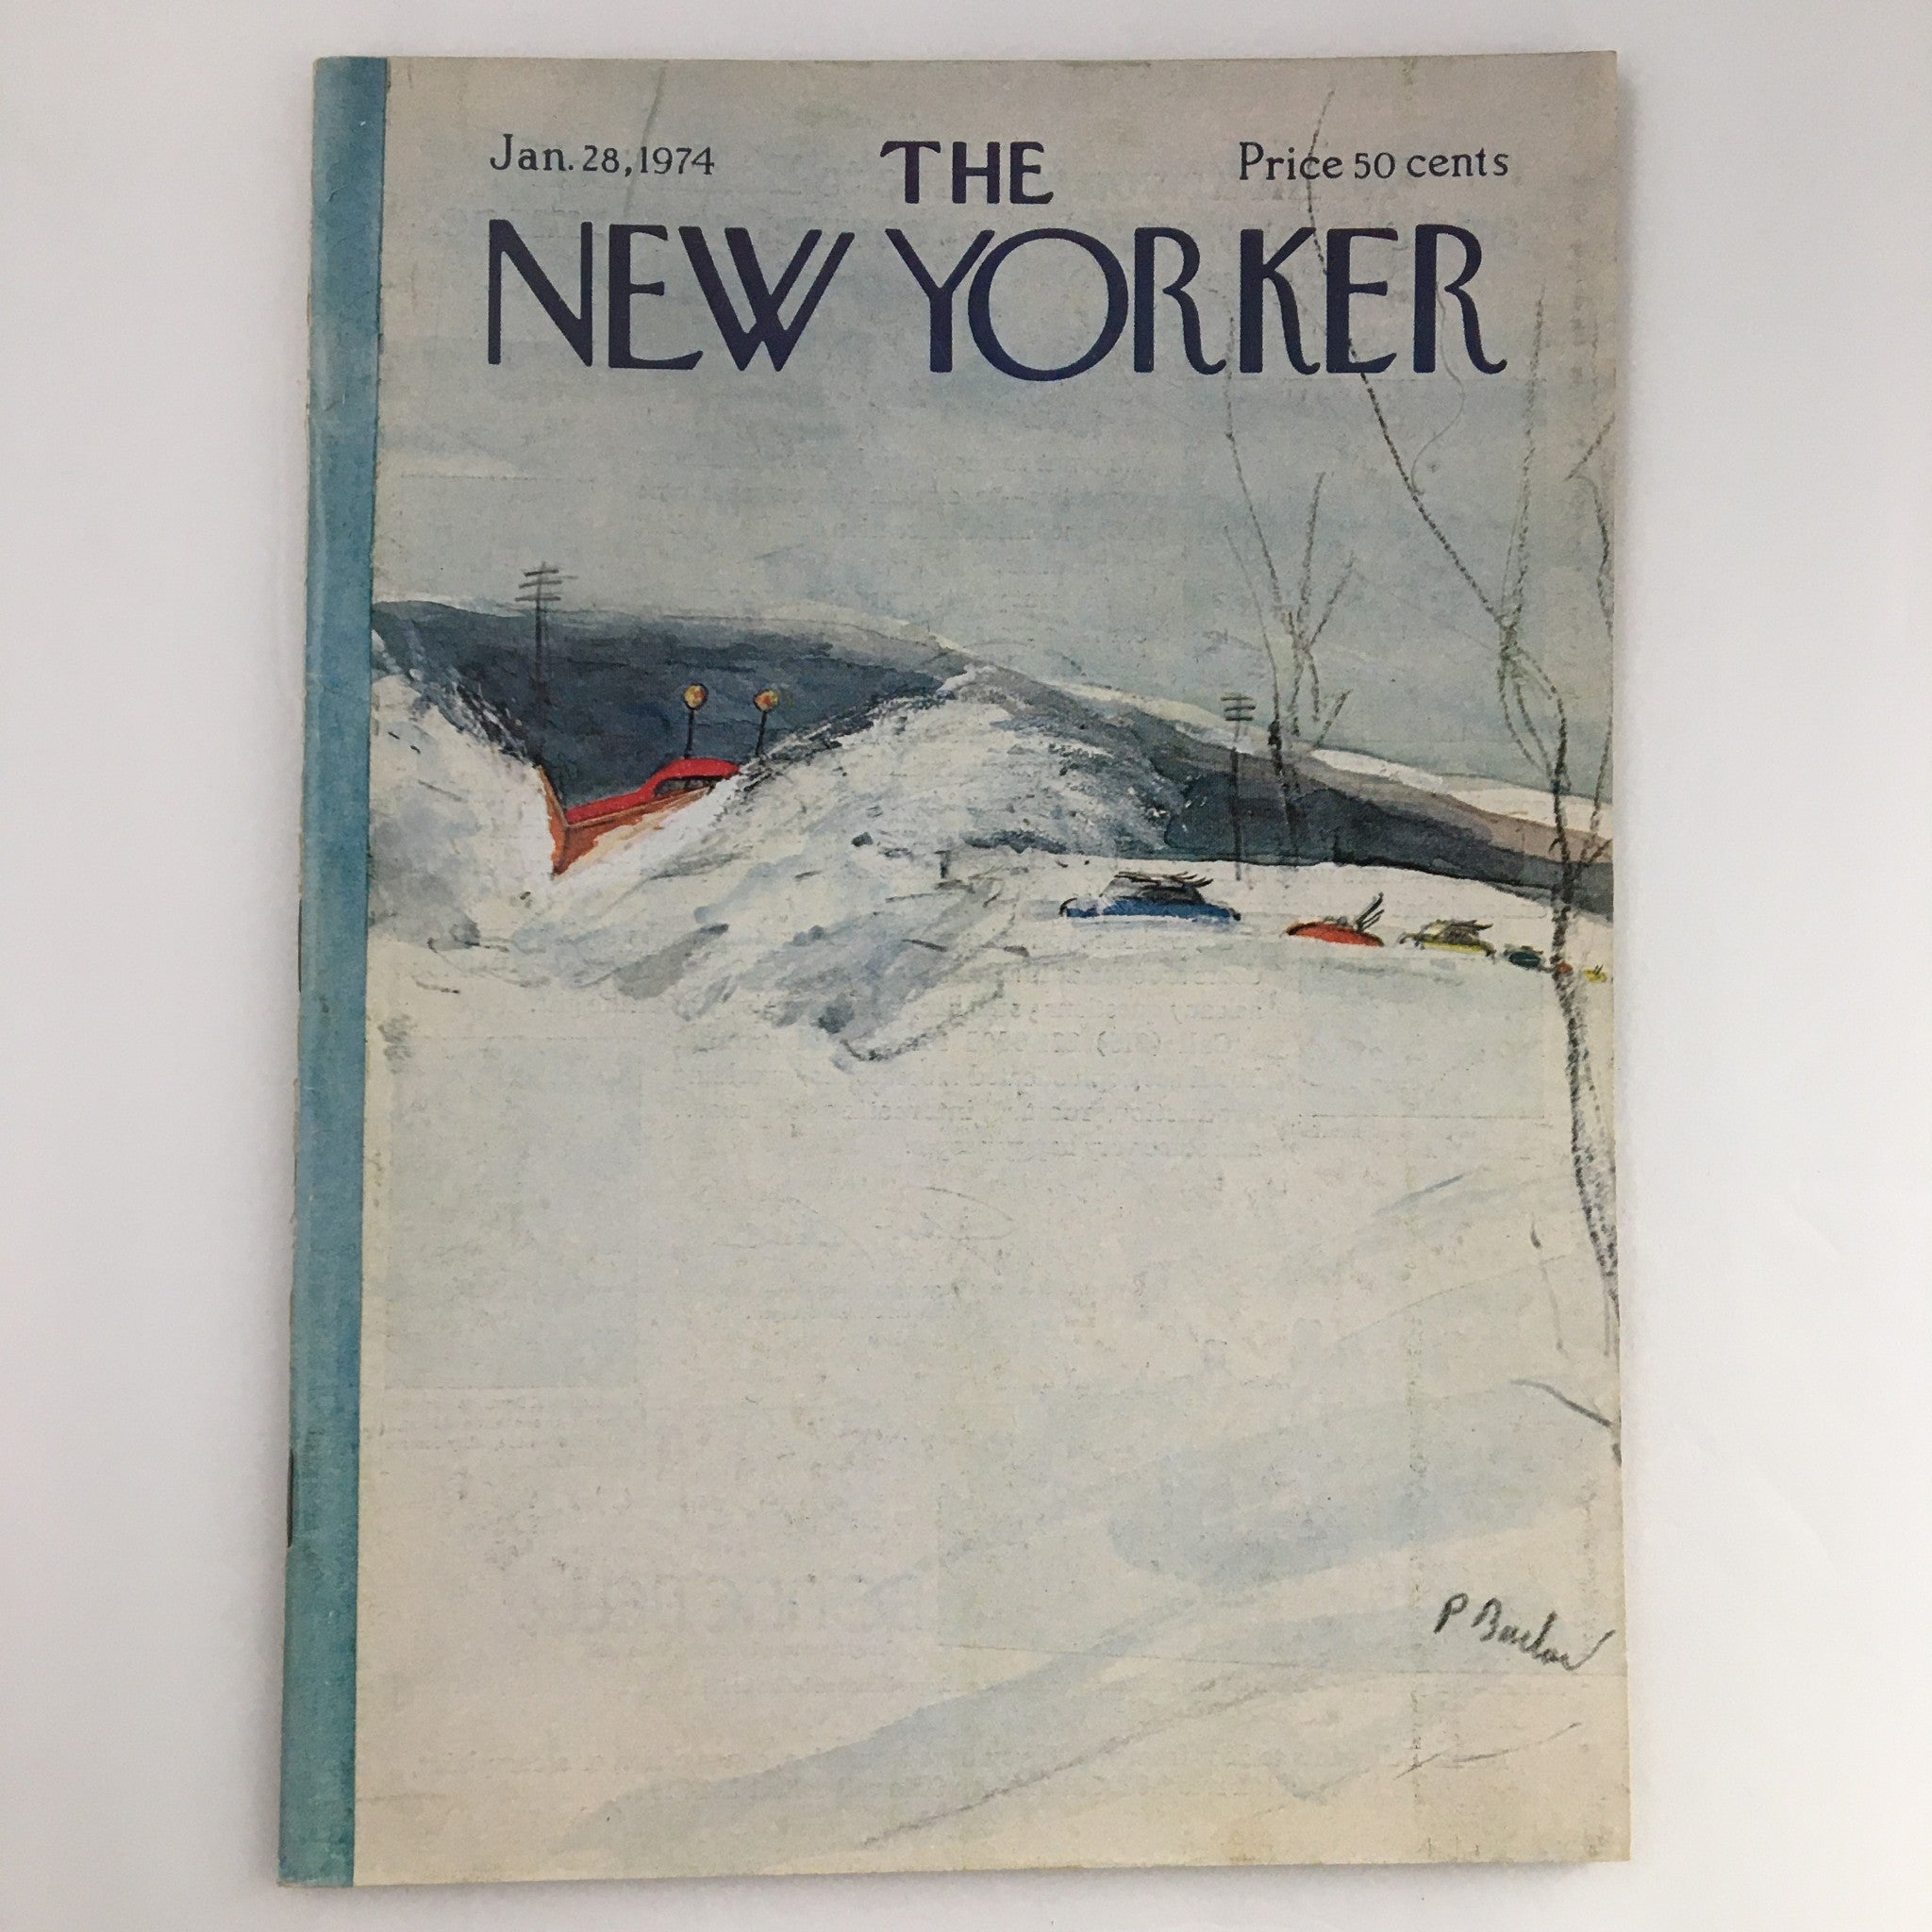 Jan. 28, 1974
THE
Price 50 cents
NEW YORKER
P Barlow